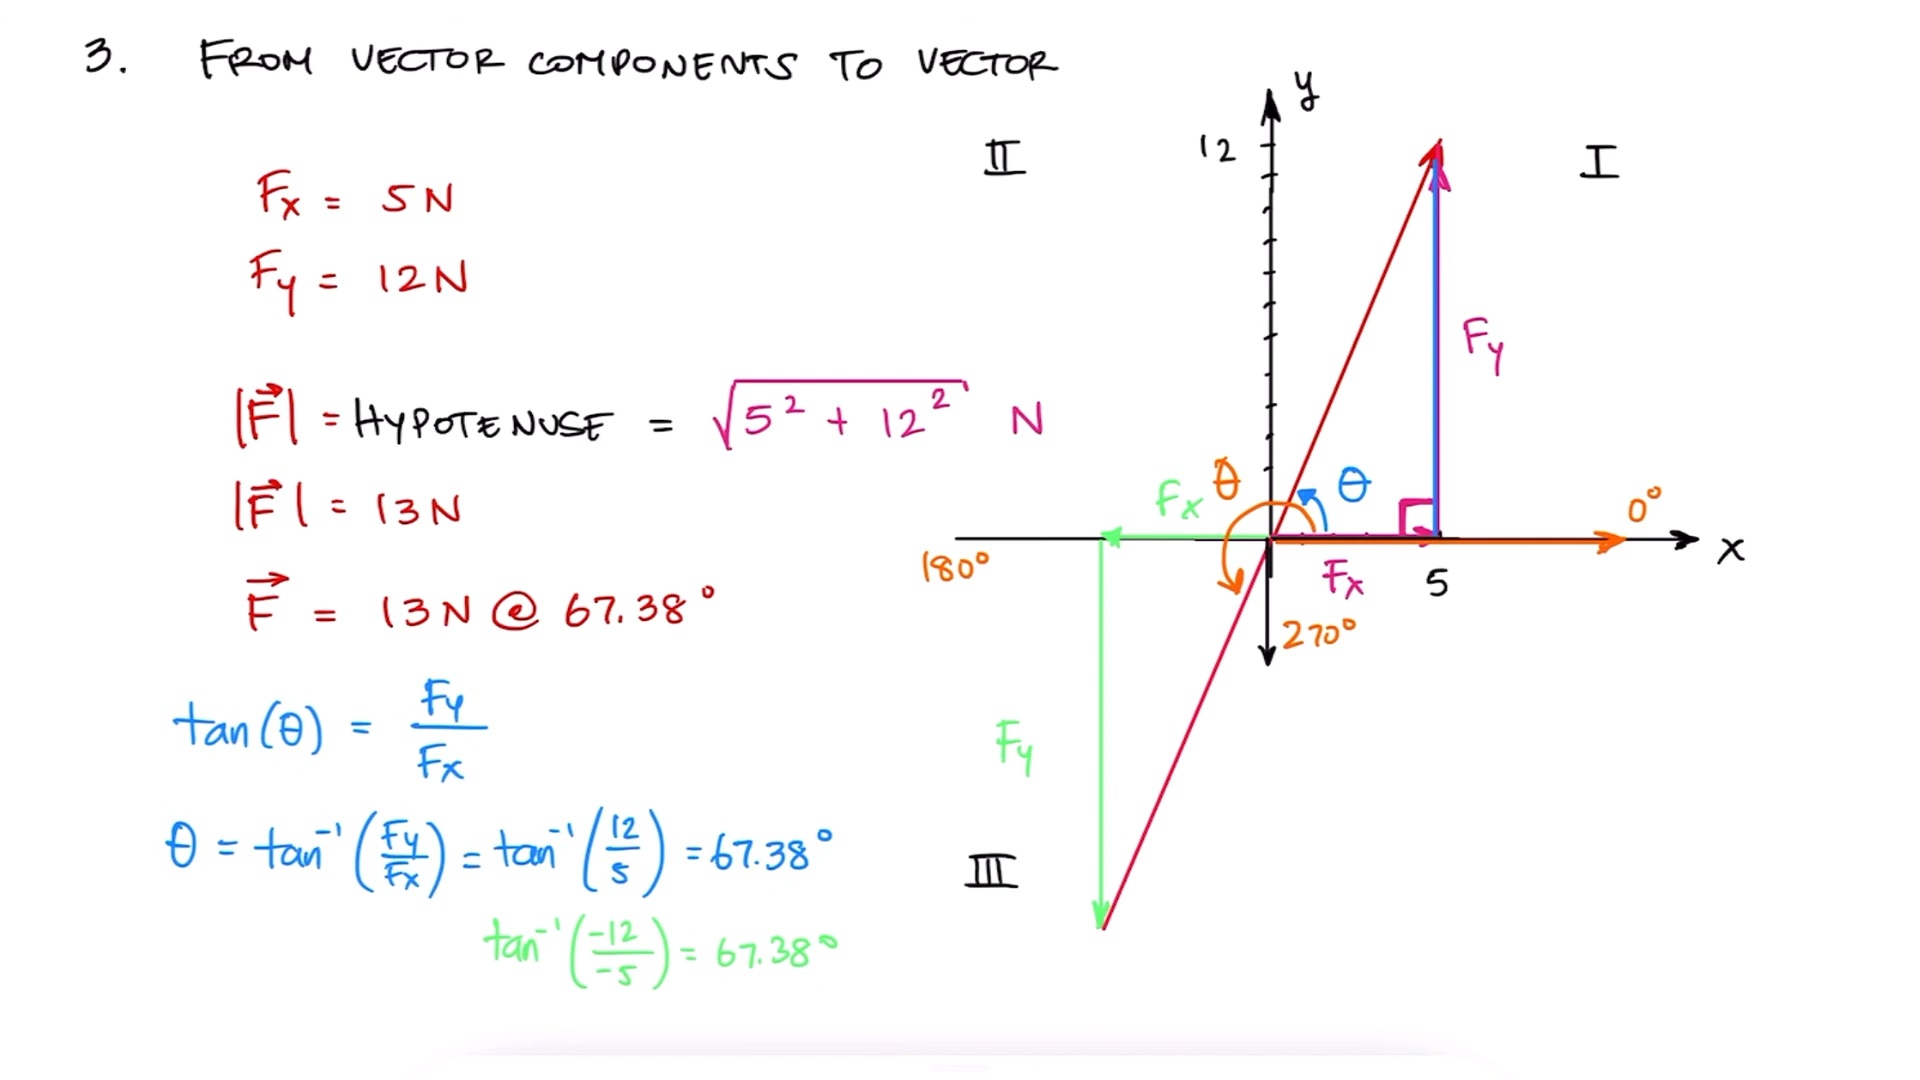 3. FROM VECTOR COMPONENTS TO VECTOR
Fx = 5N
Fy = 12N
|F⃗| = HYPOTENUSE = √(5² + 12²) N
|F⃗| = 13N
F⃗ = 13N @ 67.38°
tan(θ) = Fy/Fx
θ = tan⁻¹(Fy/Fx) = tan⁻¹(12/5) = 67.38°
tan⁻¹(-12/-5) = 67.38°
y
II
12
I
Fy
Fx θ
θ
0°
180°
x
Fx
5
270°
Fy
III